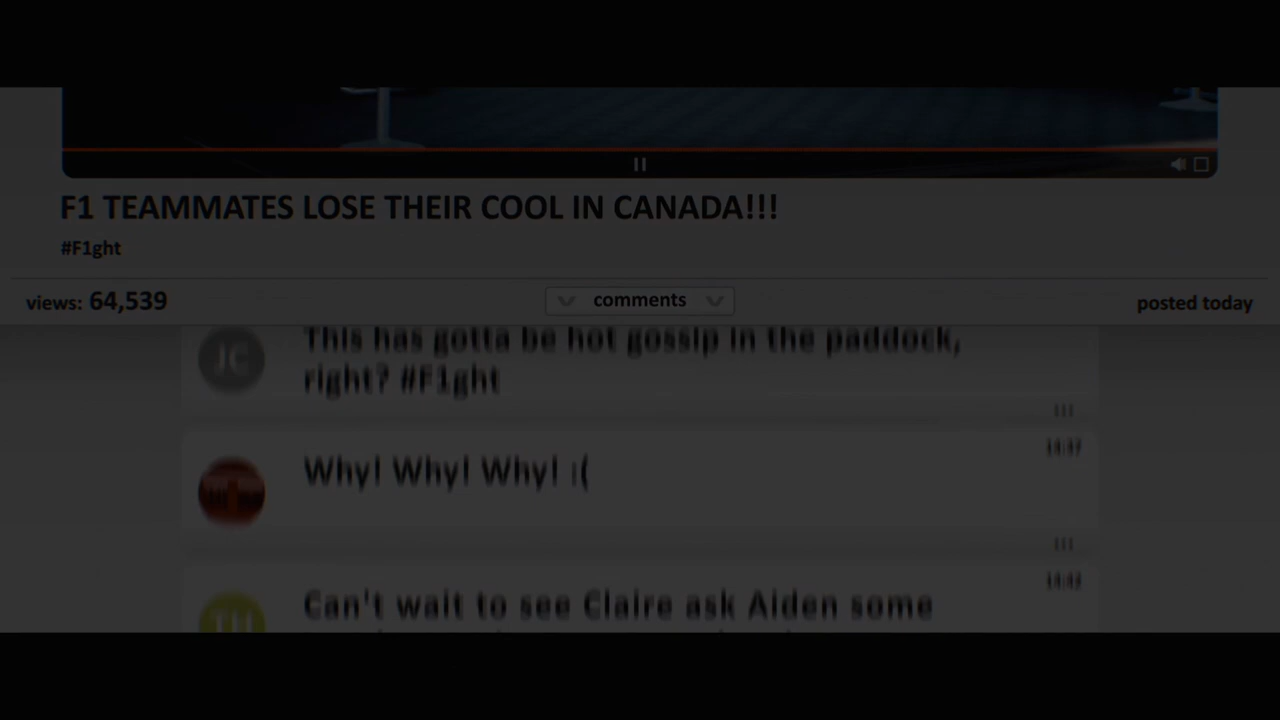 F1 TEAMMATES LOSE THEIR COOL IN CANADA!!!
#F1ght
views: 64,539
comments
posted today
JC
This has gotta be hot gossip in the paddock,
right? #F1ght
Why! Why! Why! :(
Can't wait to see Claire ask Aiden some